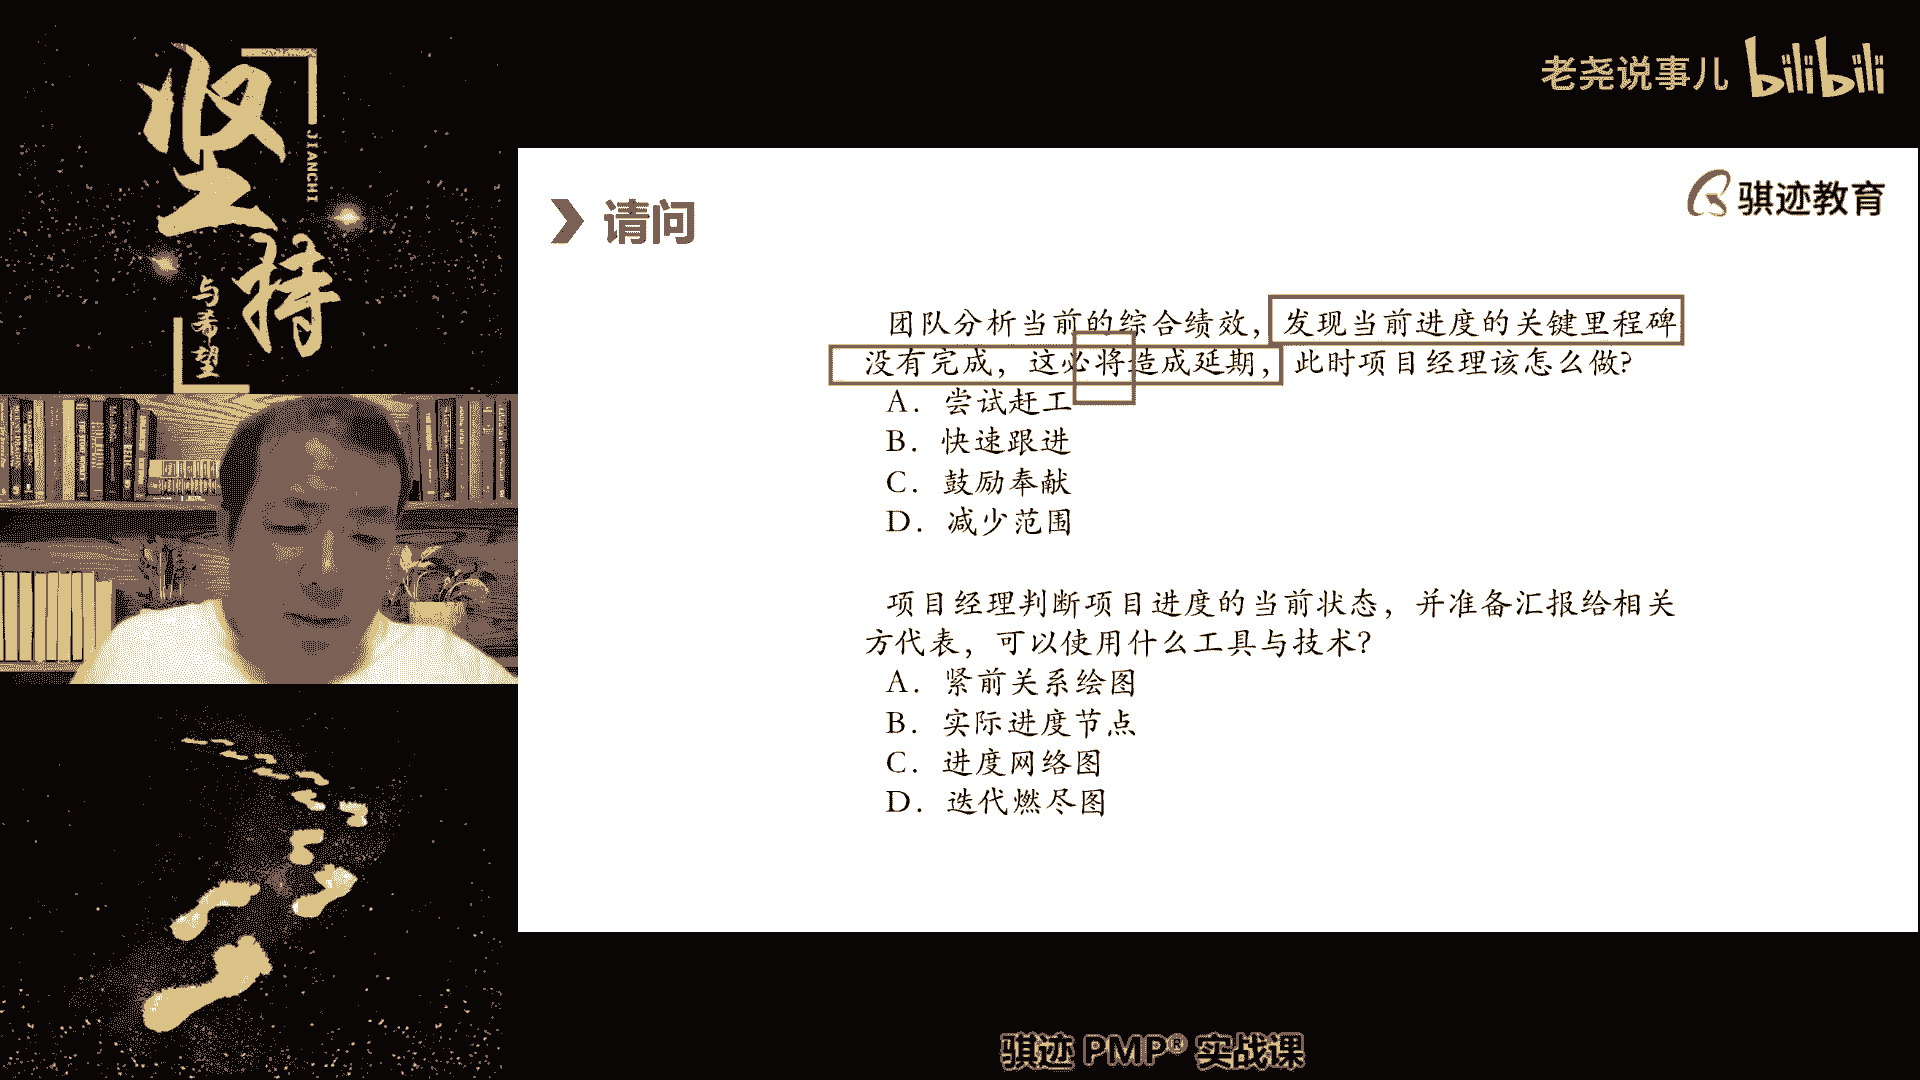 坚
持
JIANCHI
与希望
老尧说事儿 bilibili
骐迹教育
请问
团队分析当前的综合绩效，发现当前进度的关键里程碑
没有完成，这必将造成延期，此时项目经理该怎么做?
A. 尝试赶工
B. 快速跟进
C. 鼓励奉献
D. 减少范围
项目经理判断项目进度的当前状态，并准备汇报给相关
方代表，可以使用什么工具与技术?
A. 紧前关系绘图
B. 实际进度节点
C. 进度网络图
D. 迭代燃尽图
骐迹 PMP® 实战课